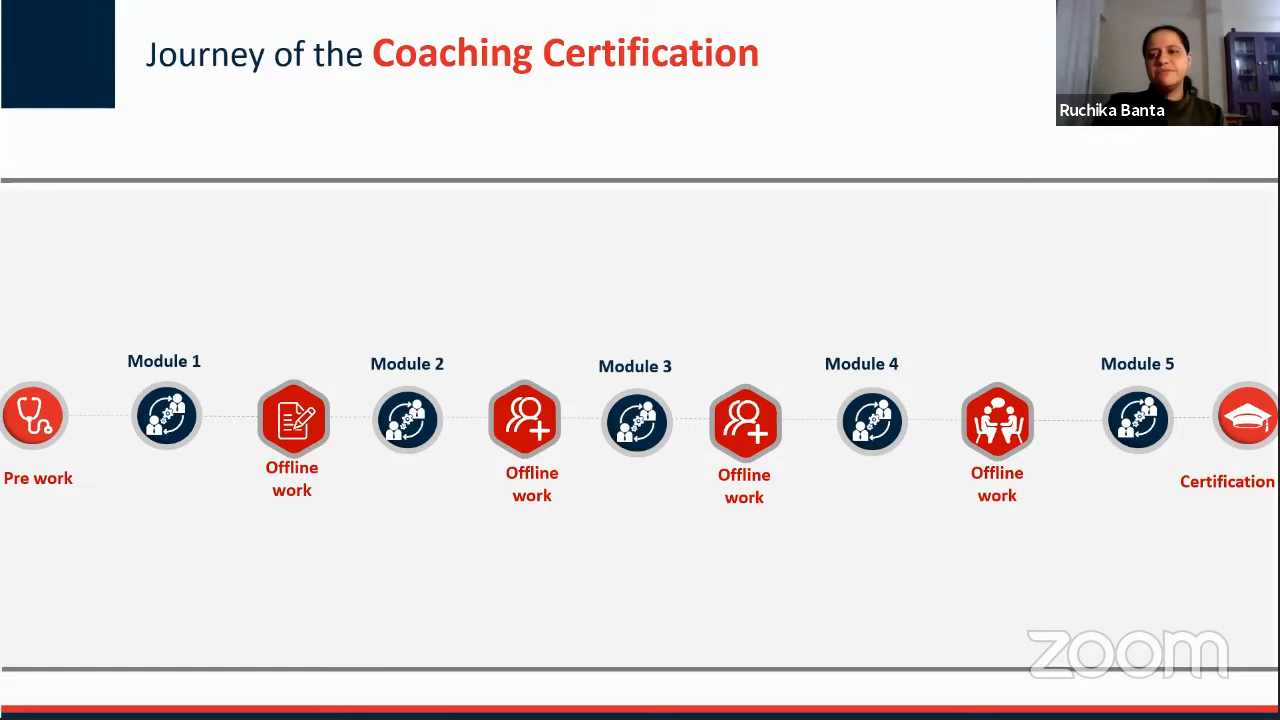 Journey of the Coaching Certification
Ruchika Banta
Module 1
Module 2
Module 3
Module 4
Module 5
Pre work
Offline
work
Offline
work
Offline
work
Offline
work
Certification
zoom